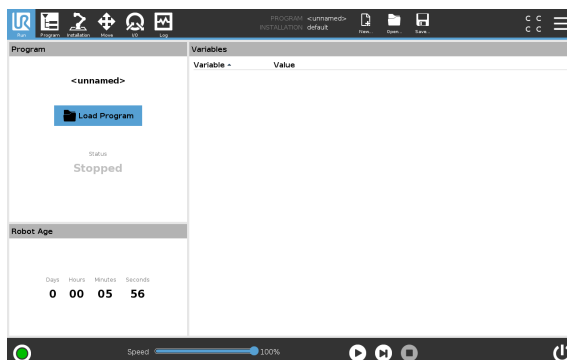 UR
PROGRAM <unnamed>
INSTALLATION default
C C
C C
Run Program Installation Move I/O Log New... Open... Save...
Program
<unnamed>
Load Program
Status
Stopped
Robot Age
Days Hours Minutes Seconds
0 00 05 56
Variables
Variable Value
Speed 100%